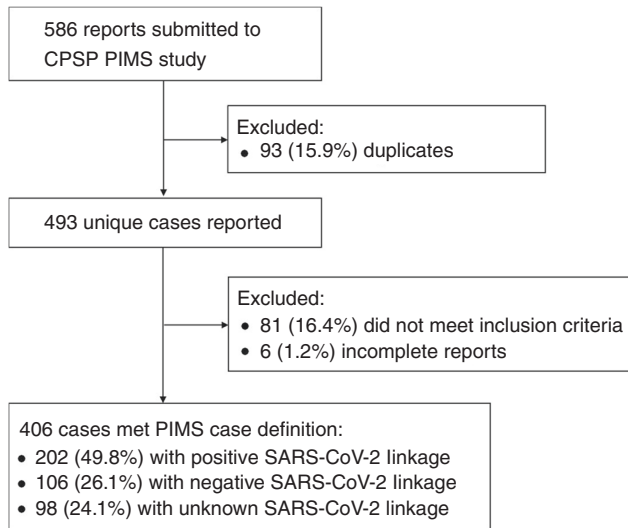 586 reports submitted to
CPSP PIMS study
Excluded:
• 93 (15.9%) duplicates
493 unique cases reported
Excluded:
• 81 (16.4%) did not meet inclusion criteria
• 6 (1.2%) incomplete reports
406 cases met PIMS case definition:
• 202 (49.8%) with positive SARS-CoV-2 linkage
• 106 (26.1%) with negative SARS-CoV-2 linkage
• 98 (24.1%) with unknown SARS-CoV-2 linkage